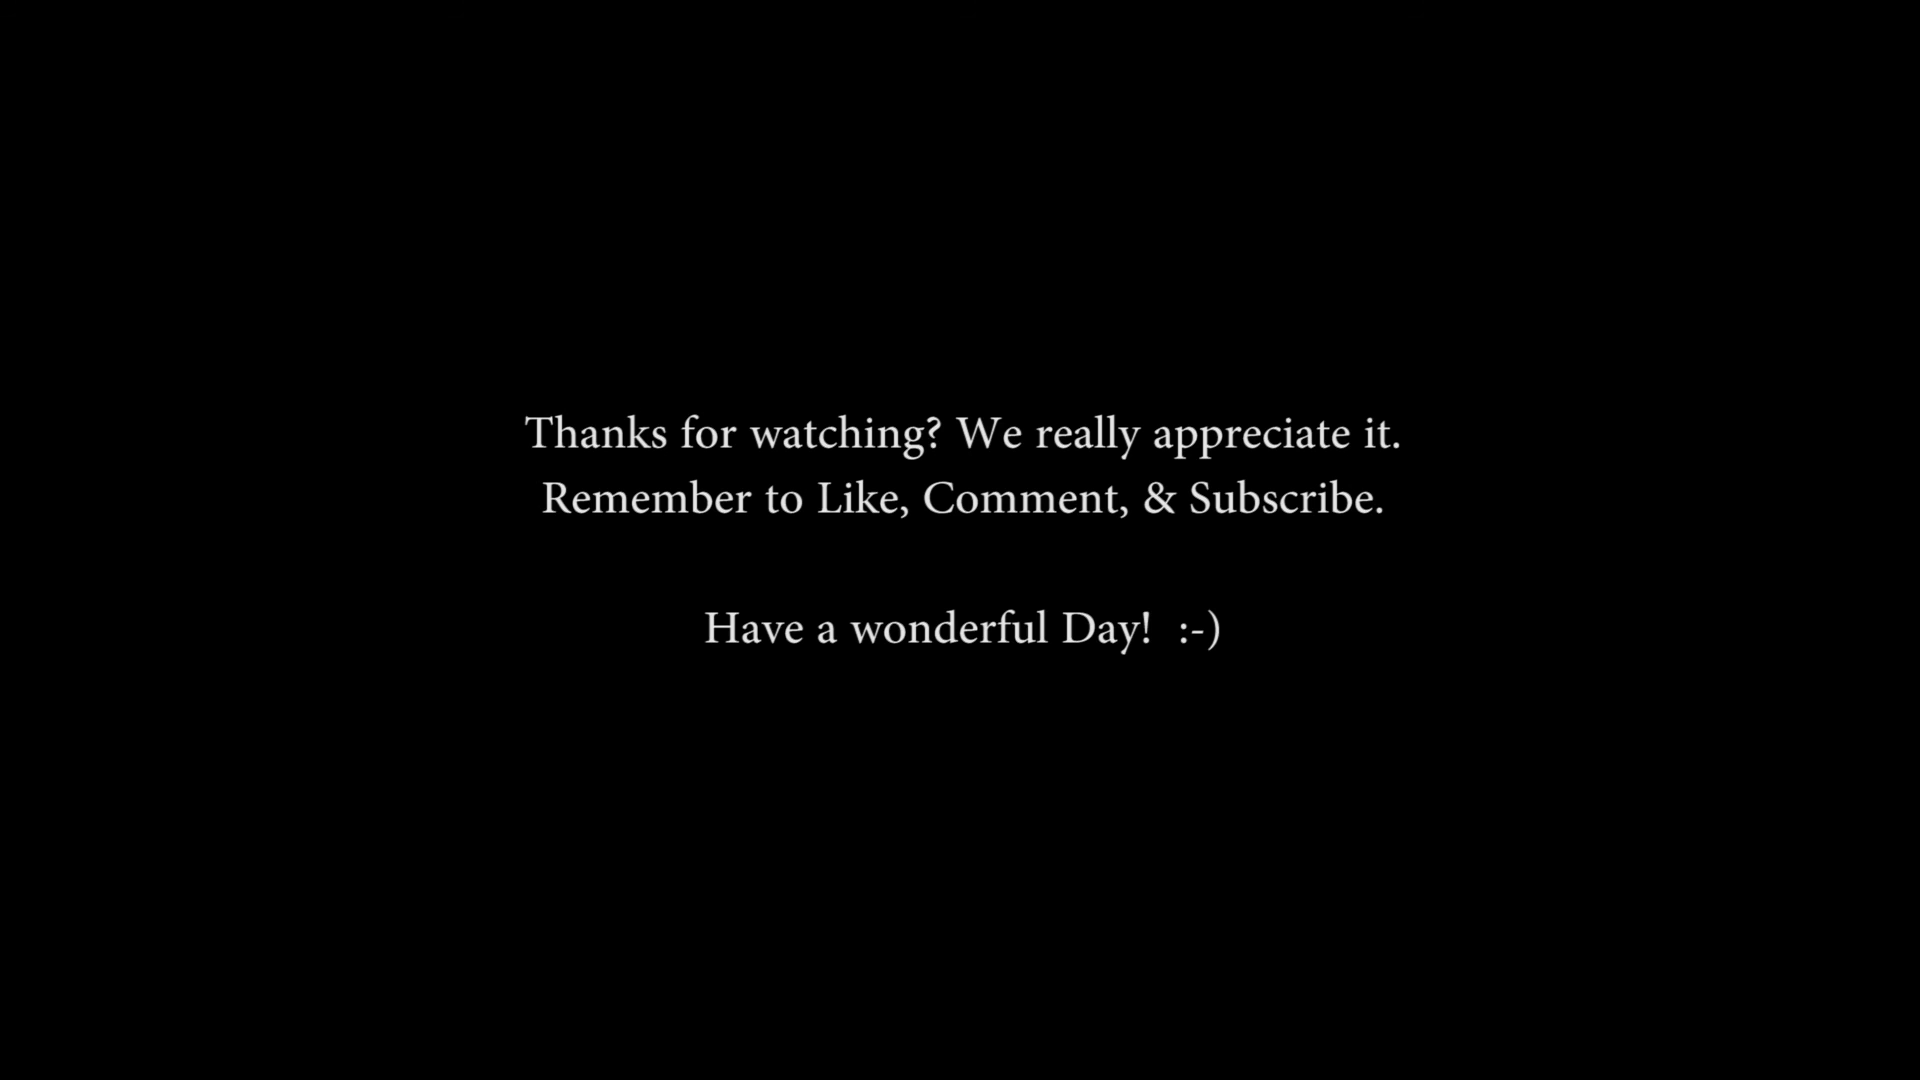 Thanks for watching? We really appreciate it.
Remember to Like, Comment, & Subscribe.
Have a wonderful Day!  :-)